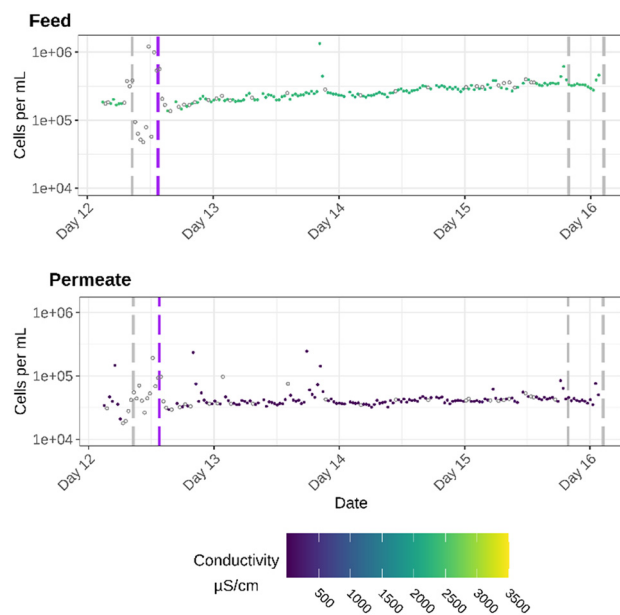 Feed
1e+06
1e+05
1e+04
Cells per mL
Day 12
Day 13
Day 14
Day 15
Day 16
Permeate
1e+06
1e+05
1e+04
Cells per mL
Day 12
Day 13
Day 14
Day 15
Day 16
Date
Conductivity
µS/cm
500
1000
1500
2000
2500
3000
3500